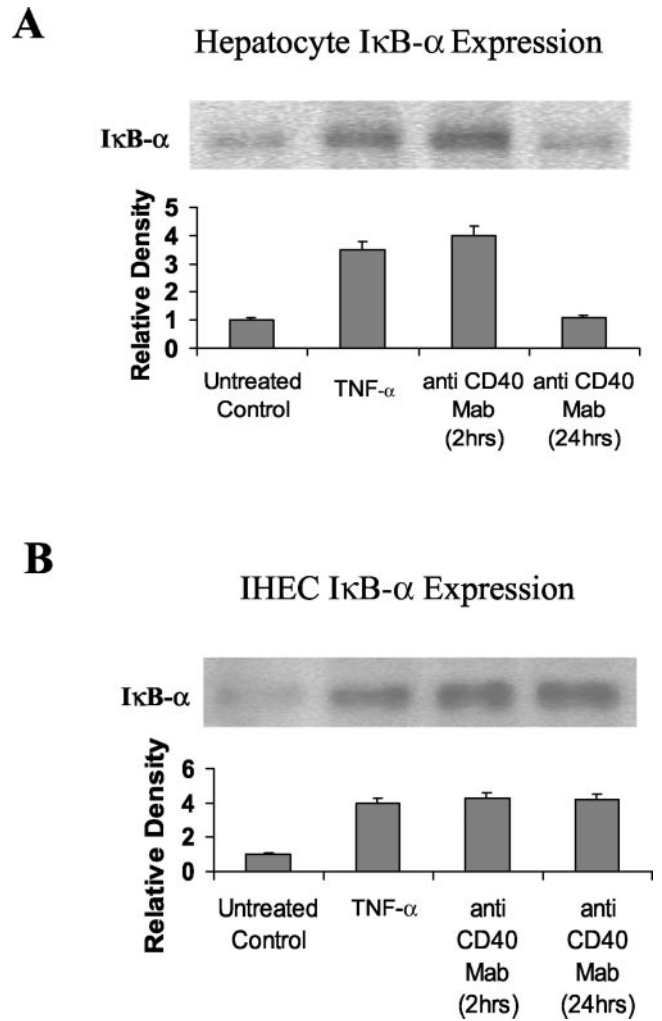 A
Hepatocyte IκB-α Expression
IκB-α
Relative Density
5
4
3
2
1
0
Untreated Control
TNF-α
anti CD40 Mab (2hrs)
anti CD40 Mab (24hrs)
B
IHEC IκB-α Expression
IκB-α
Relative Density
6
4
2
0
Untreated Control
TNF-α
anti CD40 Mab (2hrs)
anti CD40 Mab (24hrs)